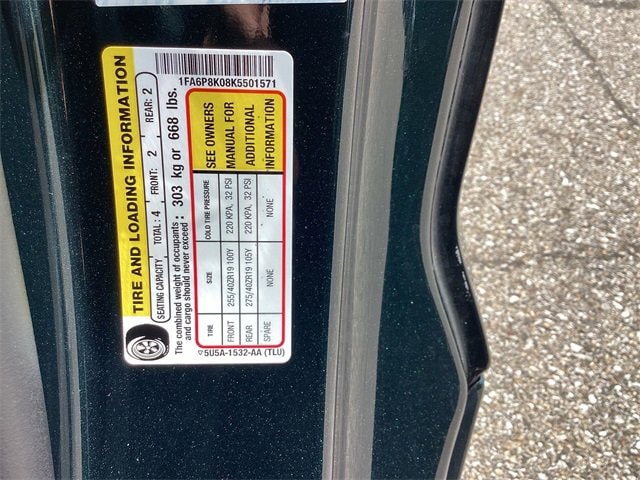 TIRE AND LOADING INFORMATION
SEATING CAPACITY TOTAL: 4 FRONT: 2 REAR: 2
The combined weight of occupants
and cargo should never exceed : 303 kg or 668 lbs.
1FA6P8K08K5501571
TIRE SIZE COLD TIRE PRESSURE
FRONT 255/40ZR19 100Y 220 KPA, 32 PSI
REAR 275/40ZR19 105Y 220 KPA, 32 PSI
SPARE NONE NONE
SEE OWNERS
MANUAL FOR
ADDITIONAL
INFORMATION
5U5A-1532-AA (TLU)